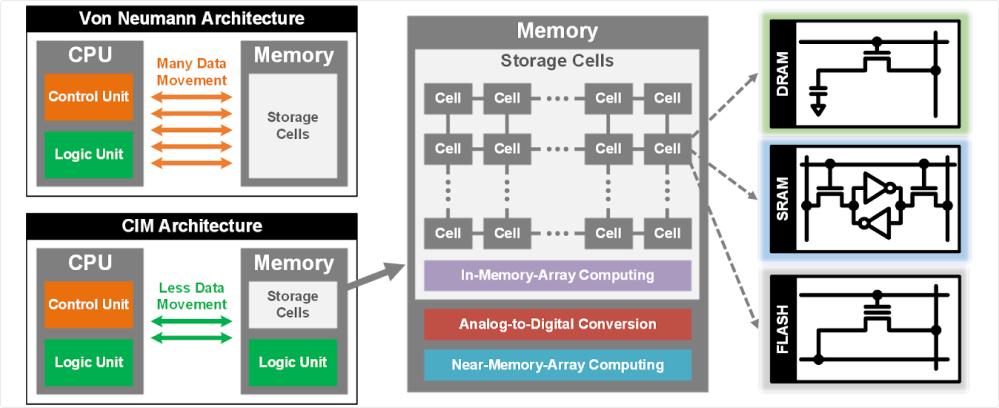 Von Neumann Architecture
CPU
Control Unit
Logic Unit
Many Data
Movement
Memory
Storage
Cells
CIM Architecture
CPU
Control Unit
Logic Unit
Less Data
Movement
Memory
Storage
Cells
Logic Unit
Memory
Storage Cells
Cell Cell Cell Cell
Cell Cell Cell Cell
Cell Cell Cell Cell
In-Memory-Array Computing
Analog-to-Digital Conversion
Near-Memory-Array Computing
DRAM
SRAM
FLASH